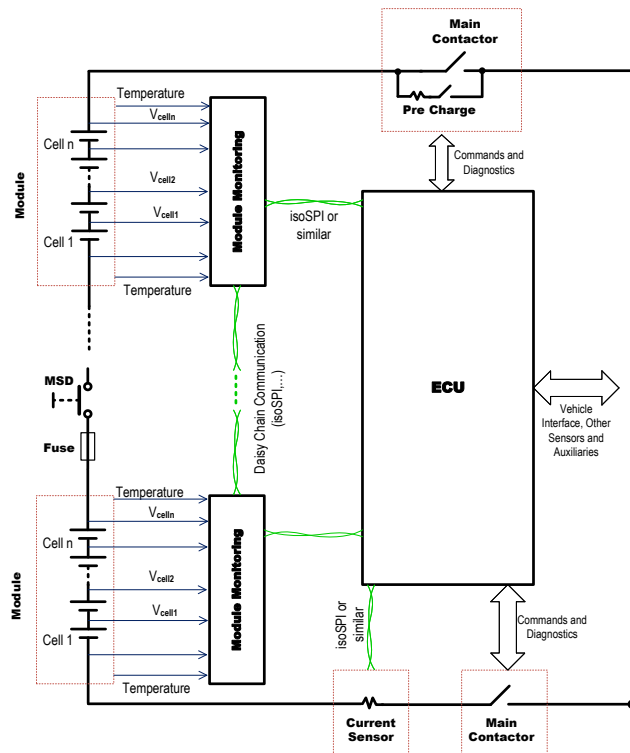 Main
Contactor
Pre Charge
Temperature
Vcelln
Cell n
Vcell2
Vcell1
Cell 1
Temperature
Module
Module Monitoring
Commands and
Diagnostics
isoSPI or
similar
ECU
MSD
Fuse
Daisy Chain Communication
(isoSPI,...)
Vehicle
Interface, Other
Sensors and
Auxiliaries
Temperature
Vcelln
Cell n
Vcell2
Vcell1
Cell 1
Temperature
Module
Module Monitoring
isoSPI or
similar
Commands and
Diagnostics
Current
Sensor
Main
Contactor